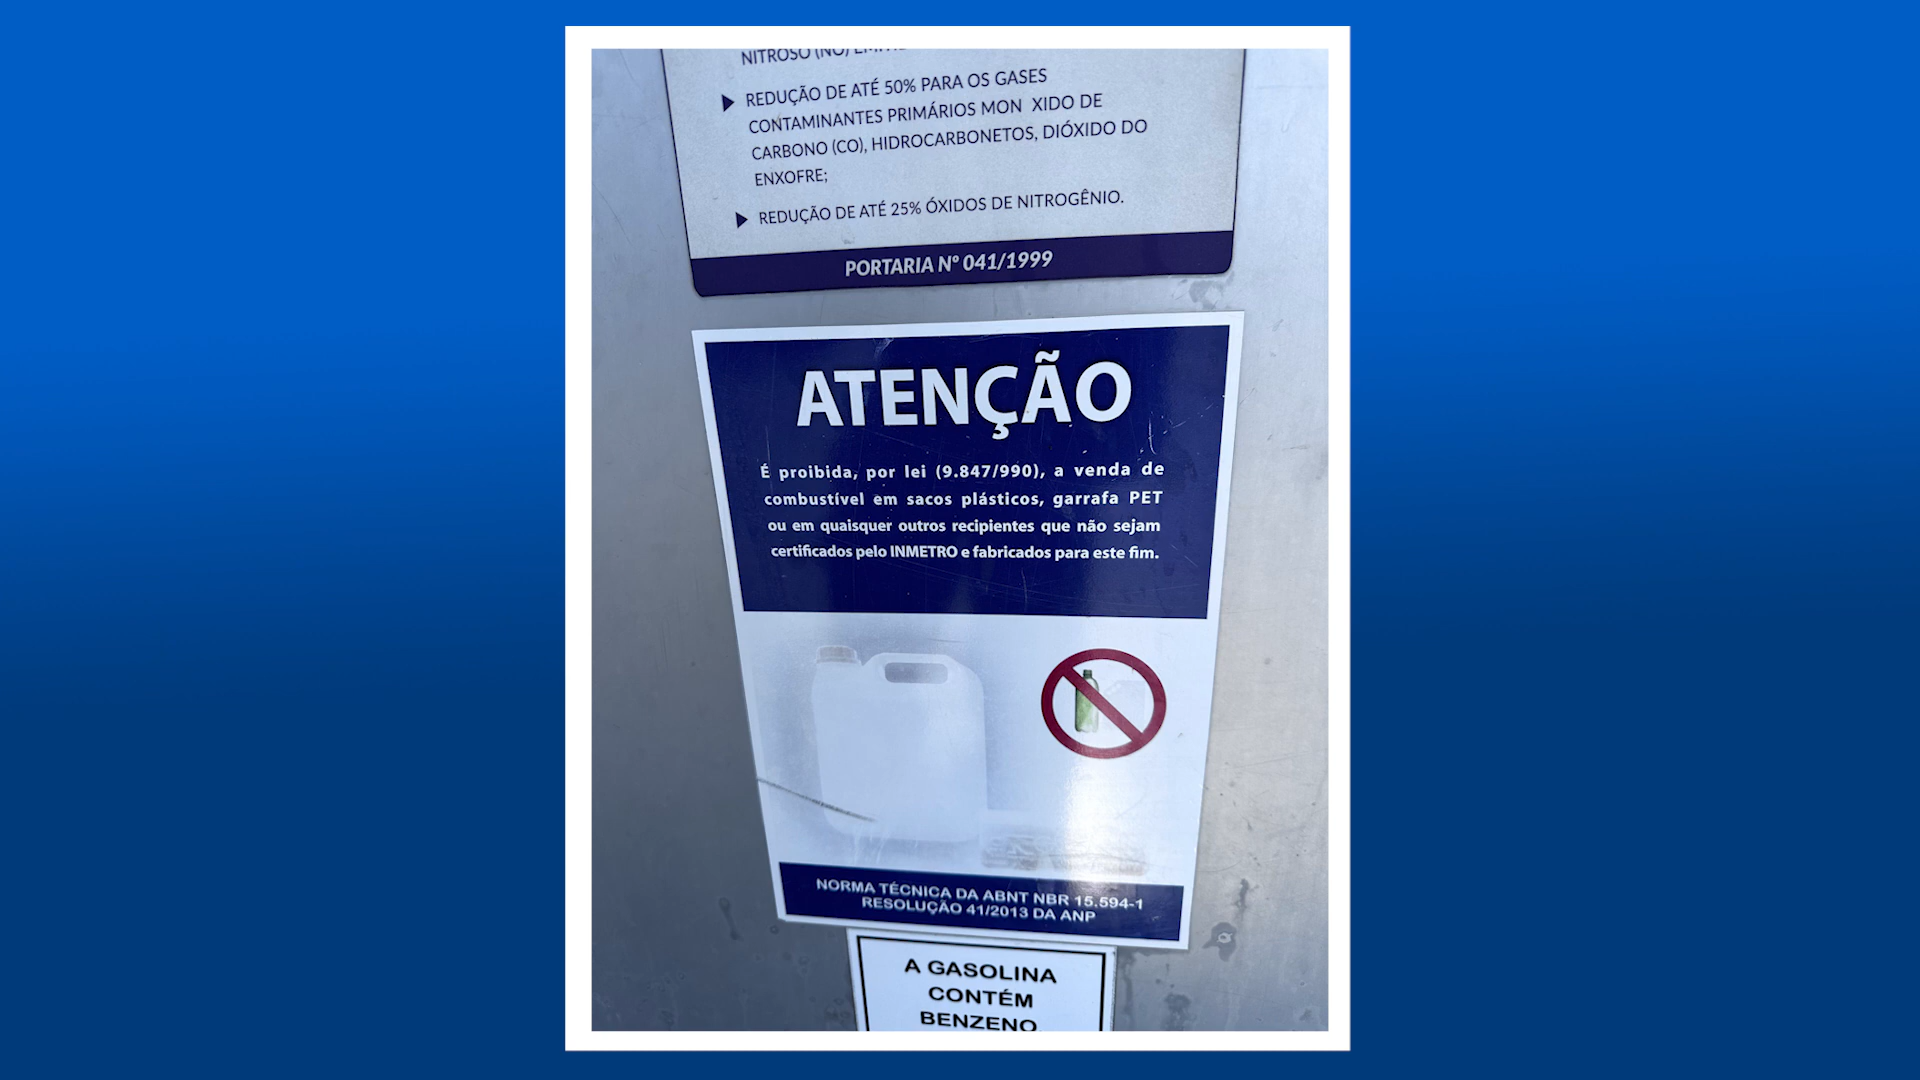 NITROSO (NO)
REDUÇÃO DE ATÉ 50% PARA OS GASES
CONTAMINANTES PRIMÁRIOS MON XIDO DE
CARBONO (CO), HIDROCARBONETOS, DIÓXIDO DO
ENXOFRE;
REDUÇÃO DE ATÉ 25% ÓXIDOS DE NITROGÊNIO.
PORTARIA Nº 041/1999
ATENÇÃO
É proibida, por lei (9.847/990), a venda de
combustível em sacos plásticos, garrafa PET
ou em quaisquer outros recipientes que não sejam
certificados pelo INMETRO e fabricados para este fim.
NORMA TÉCNICA DA ABNT NBR 15.594-1
RESOLUÇÃO 41/2013 DA ANP
A GASOLINA
CONTÉM
BENZENO